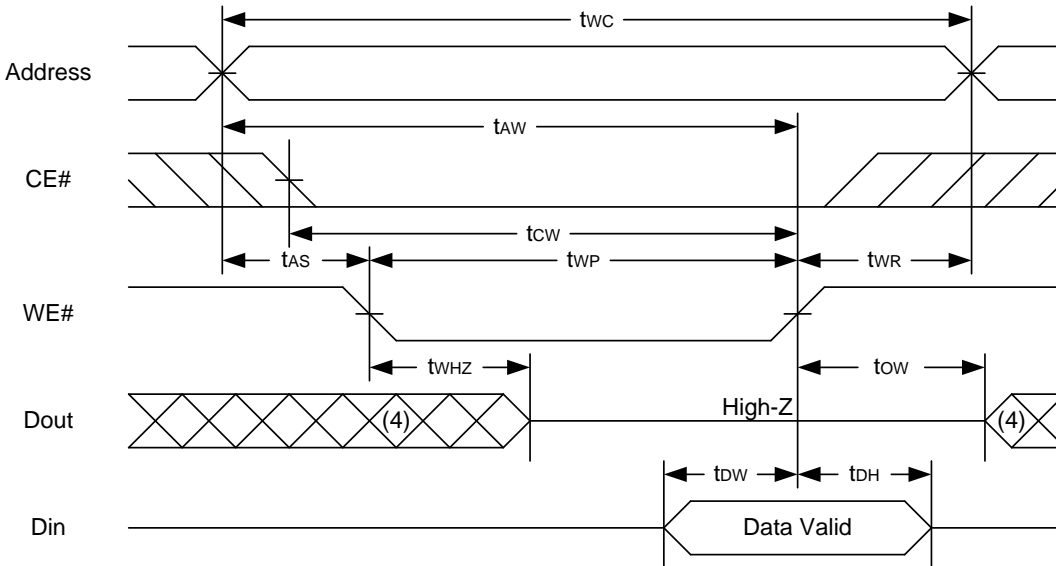 tWC
Address
tAW
CE#
tCW
tAS
tWP
tWR
WE#
tWHZ
tOW
High-Z
Dout
(4)
(4)
tDW
tDH
Din
Data Valid